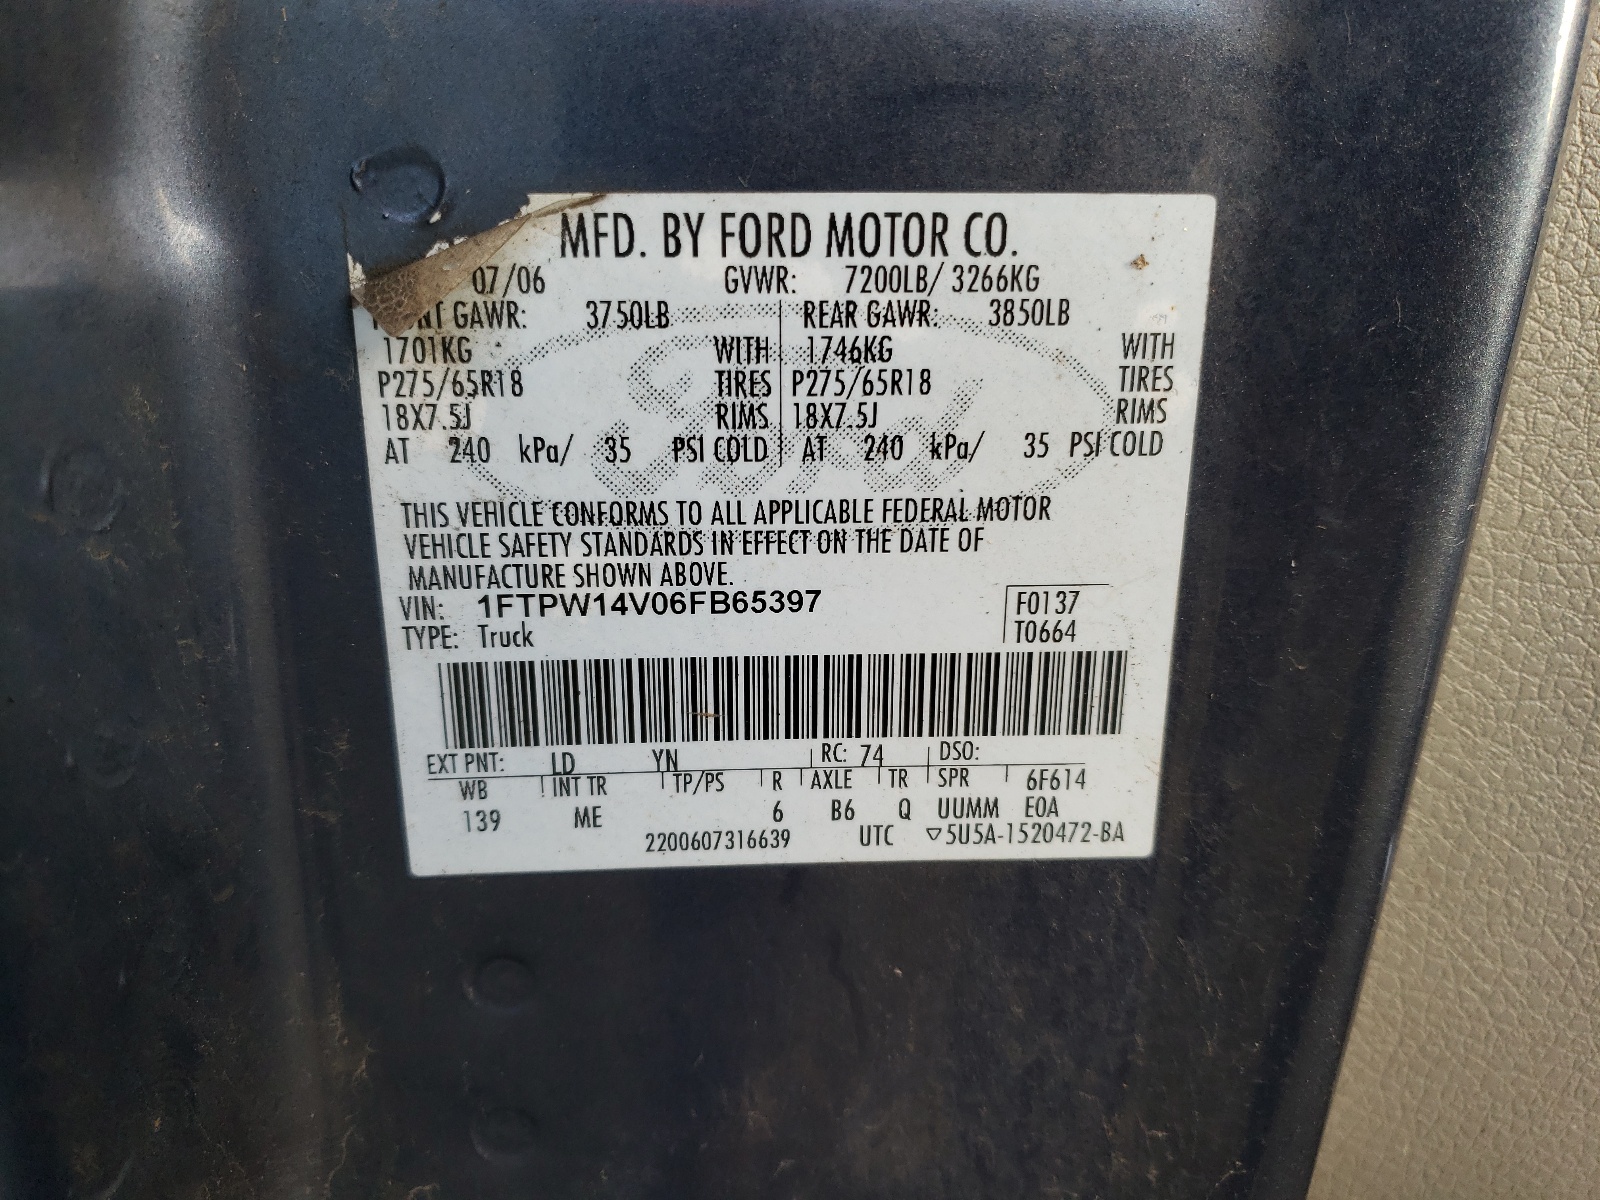 MFD. BY FORD MOTOR CO.
07/06 GVWR: 7200LB/ 3266KG
GAWR: 3750LB REAR GAWR: 3850LB
1701KG WITH 1746KG WITH
P275/65R18 TIRES P275/65R18 TIRES
18X7.5J RIMS 18X7.5J RIMS
AT 240 kPa/ 35 PSI COLD AT 240 kPa/ 35 PSI COLD
Ford
THIS VEHICLE CONFORMS TO ALL APPLICABLE FEDERAL MOTOR
VEHICLE SAFETY STANDARDS IN EFFECT ON THE DATE OF
MANUFACTURE SHOWN ABOVE.
VIN: 1FTPW14V06FB65397 F0137
TYPE: Truck T0664
EXT PNT: LD YN RC: 74 DSO:
WB INT TR TP/PS R AXLE TR SPR 6F614
139 ME 6 B6 Q UUMM E0A
2200607316639 UTC ▽5U5A-1520472-BA